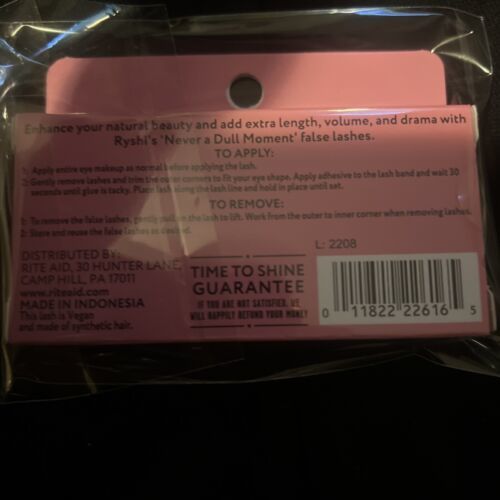 Enhance your natural beauty and add extra length, volume, and drama with
Ryshi's 'Never a Dull Moment' false lashes.
TO APPLY:
1: Apply entire eye makeup as normal before applying the lash.
2: Gently remove lashes and trim the outer corners to fit your eye shape. Apply adhesive to the lash band and wait 30
seconds until glue is tacky. Place lash along the lash line and hold in place until set.
TO REMOVE:
1: To remove the false lashes, gently pull on the lash to lift. Work from the outer to inner corner when removing lashes.
2: Store and reuse the false lashes as desired.
L: 2208
DISTRIBUTED BY:
RITE AID, 30 HUNTER LANE,
CAMP HILL, PA 17011
www.riteaid.com
MADE IN INDONESIA
This lash is Vegan
and made of synthetic hair.
TIME TO SHINE
GUARANTEE
IF YOU ARE NOT SATISFIED, WE
WILL HAPPILY REFUND YOUR MONEY
0 11822 22616 5